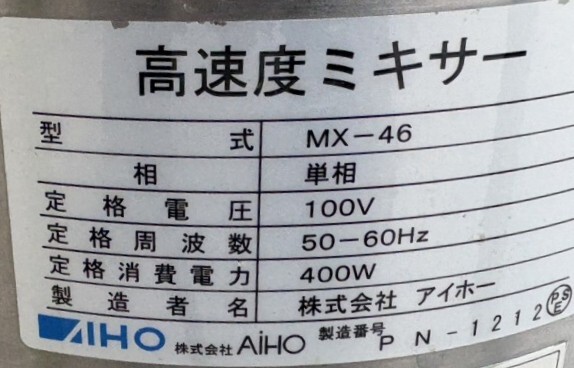 高速度ミキサー
型式 MX-46
相 単相
定格電圧 100V
定格周波数 50-60Hz
定格消費電力 400W
製造者名 株式会社 アイホー
AIHO 株式会社 AiHO 製造番号 PN-1212 PSE